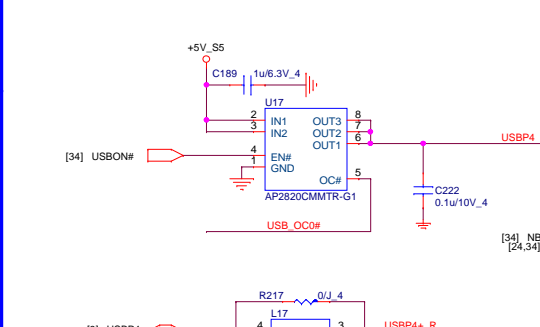 +5V_S5
C189 1u/6.3V_4
U17
2 IN1 OUT3 8
3 IN2 OUT2 7
OUT1 6
USBP4
[34] USBON# 4 EN#
1 GND
OC# 5
AP2820CMMTR-G1
C222
0.1u/10V_4
USB_OC0#
[34] NB
[24,34]
R217 0/J_4
L17
4 3
USBP4+_R